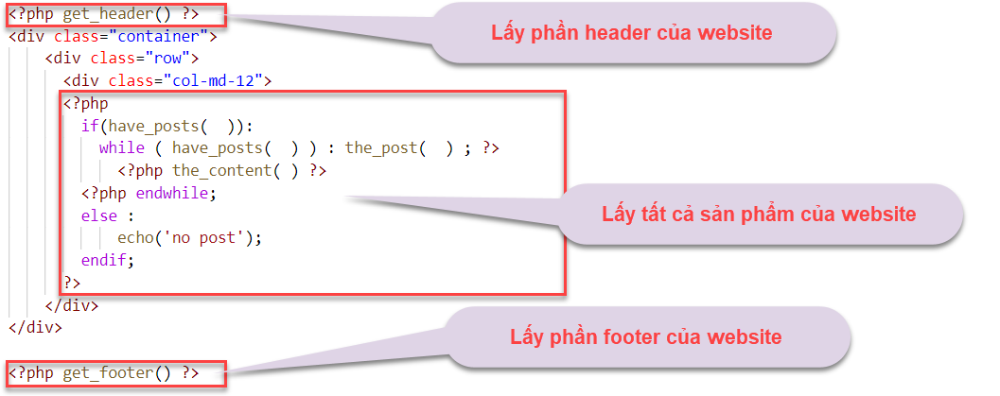 <?php get_header() ?>
Lấy phần header của website
<div class="container">
<div class="row">
<div class="col-md-12">
<?php
if(have_posts(  )):
while ( have_posts(  ) ) : the_post(  ) ; ?>
<?php the_content( ) ?>
<?php endwhile;
Lấy tất cả sản phẩm của website
else :
echo('no post');
endif;
?>
</div>
</div>
Lấy phần footer của website
<?php get_footer() ?>